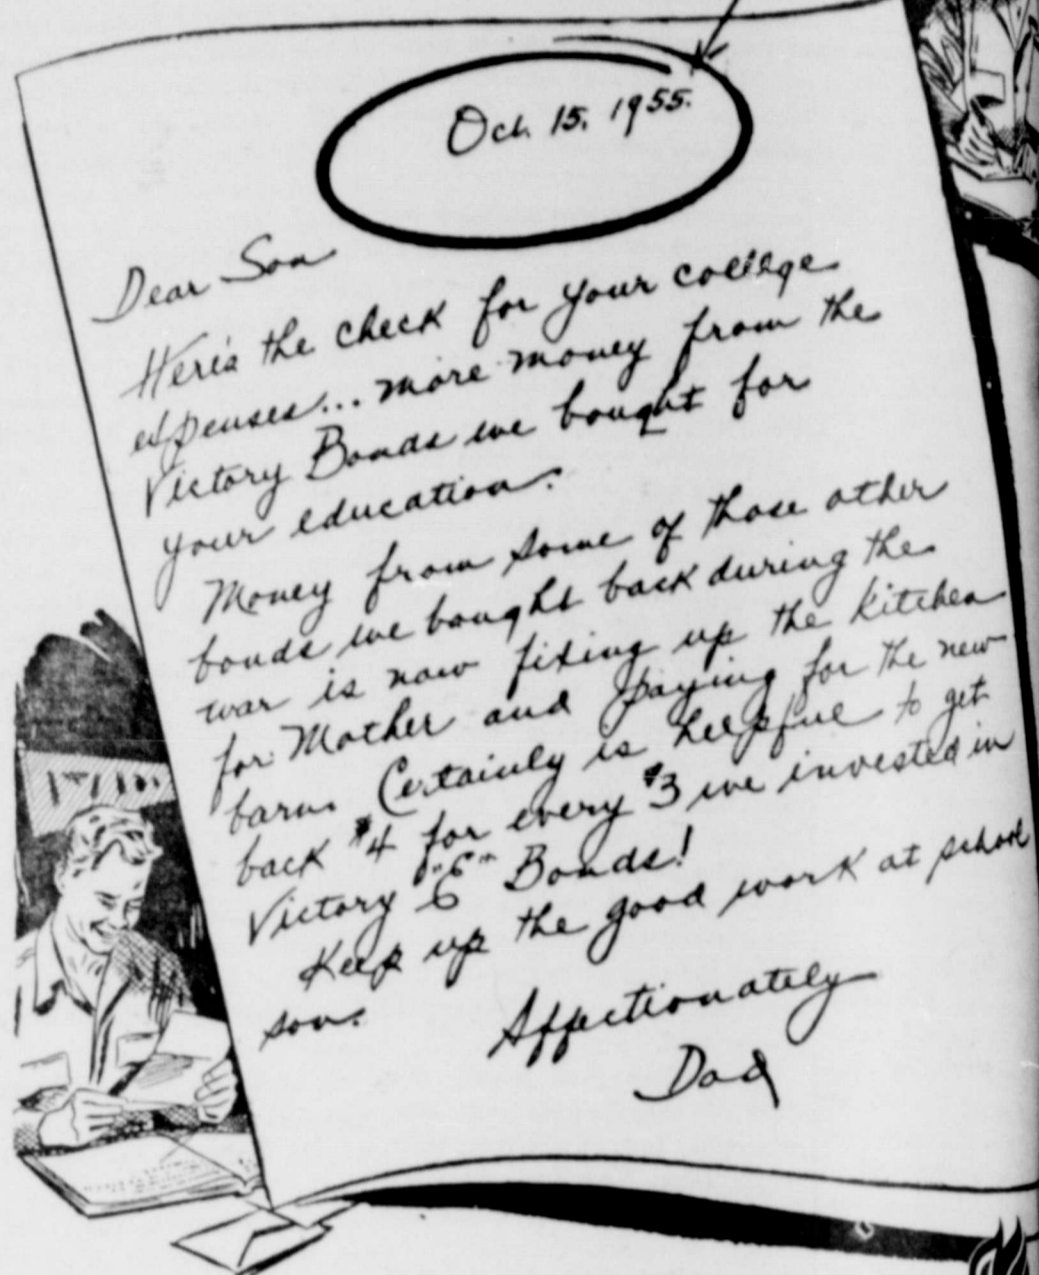 Oct. 15, 1955.
Dear Son
Here's the check for your college
expenses... more money from the
Victory Bonds we bought for
your education.
Money from some of those other
bonds we bought back during the
war is now fixing up the kitchen
for Mother and paying for the new
barn. Certainly is helpful to get
back $4 for every $3 we invested in
Victory "E" Bonds!
Keep up the good work at school
son.
Affectionately
Dad